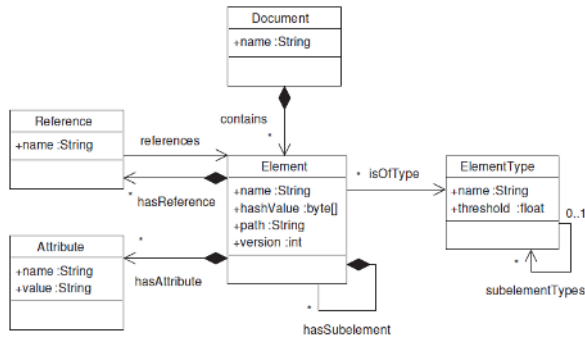 Document
+name :String
contains
*
Reference
+name :String
references
* hasReference
Element
+name :String
+hashValue :byte[]
+path :String
+version :int
* isOfType
ElementType
+name :String
+threshold :float
0..1
*
subelementTypes
Attribute
+name :String
+value :String
*
hasAttribute
*
hasSubelement